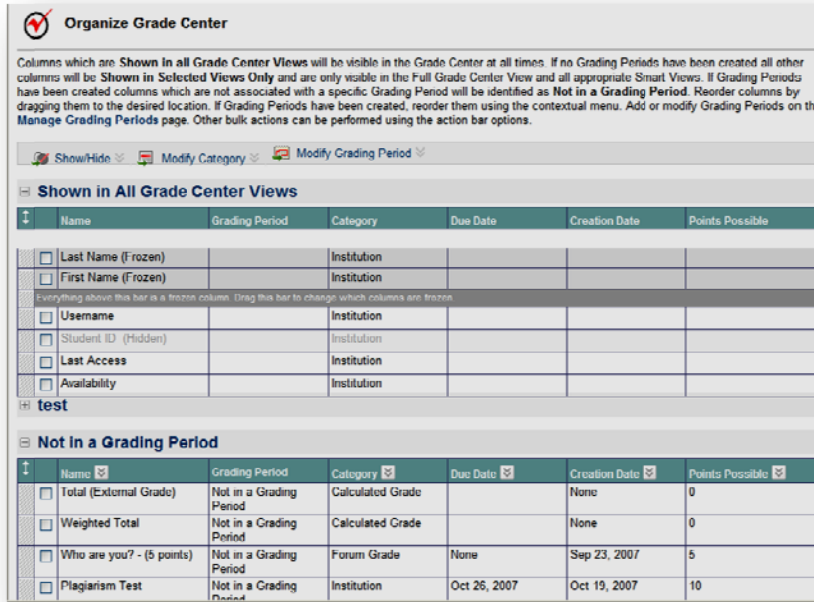 Organize Grade Center
Columns which are Shown in all Grade Center Views will be visible in the Grade Center at all times. If no Grading Periods have been created all other
columns will be Shown in Selected Views Only and are only visible in the Full Grade Center View and all appropriate Smart Views. If Grading Periods
have been created columns which are not associated with a specific Grading Period will be identified as Not in a Grading Period. Reorder columns by
dragging them to the desired location. If Grading Periods have been created, reorder them using the contextual menu. Add or modify Grading Periods on th
Manage Grading Periods page. Other bulk actions can be performed using the action bar options.
Show/Hide Modify Category Modify Grading Period
Shown in All Grade Center Views
Name Grading Period Category Due Date Creation Date Points Possible
Last Name (Frozen) Institution
First Name (Frozen) Institution
Everything above this bar is a frozen column. Drag this bar to change which columns are frozen
Username Institution
Student ID (Hidden) Institution
Last Access Institution
Availability Institution
test
Not in a Grading Period
Name Grading Period Category Due Date Creation Date Points Possible
Total (External Grade) Not in a Grading Calculated Grade None 0
Period
Weighted Total Not in a Grading Calculated Grade None 0
Period
Who are you? - (5 points) Not in a Grading Forum Grade None Sep 23, 2007 5
Period
Plagiarism Test Not in a Grading Institution Oct 26, 2007 Oct 19, 2007 10
Period